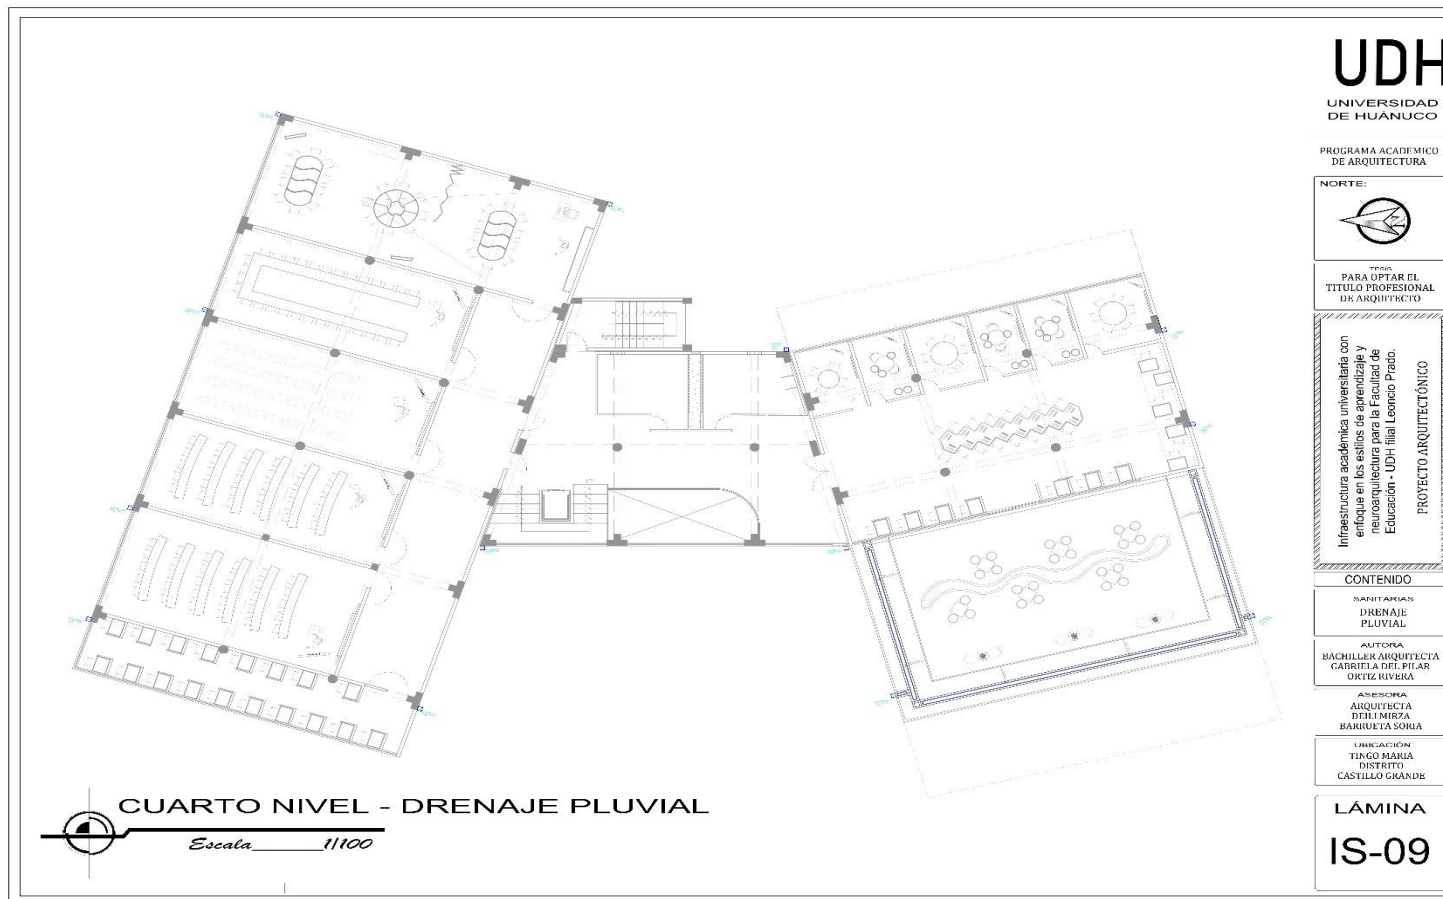 UDH
UNIVERSIDAD
DE HUÁNUCO
PROGRAMA ACADEMICO
DE ARQUITECTURA
NORTE:
TESIS
PARA OPTAR EL
TITULO PROFESIONAL
DE ARQUITECTO
Infraestructura académica universitaria con
enfoque en los estilos de aprendizaje y
neuroarquitectura para la Facultad de
Educación - UDH filial Leoncio Prado.
PROYECTO ARQUITECTÓNICO
CONTENIDO
SANITARIAS
DRENAJE
PLUVIAL
AUTORA
BACHILLER ARQUITECTA
GABRIELA DEL PILAR
ORTIZ RIVERA
ASESORA
ARQUITECTA
DEILI MIRZA
BARRUETA SORIA
UBICACIÓN
TINGO MARIA
DISTRITO
CASTILLO GRANDE
LÁMINA
IS-09
CUARTO NIVEL - DRENAJE PLUVIAL
Escala_______1/100